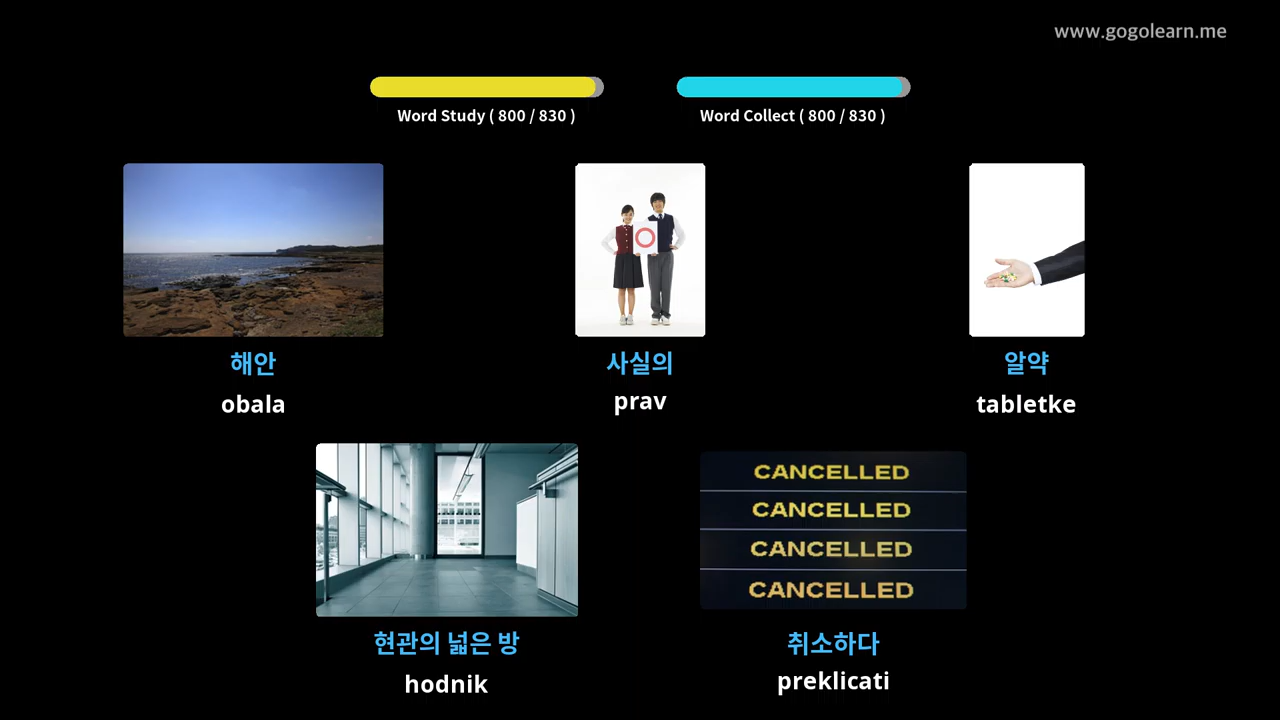 www.gogolearn.me
Word Study ( 800 / 830 )
Word Collect ( 800 / 830 )
해안
obala
사실의
prav
알약
tabletke
CANCELLED
CANCELLED
CANCELLED
CANCELLED
현관의 넓은 방
hodnik
취소하다
preklicati